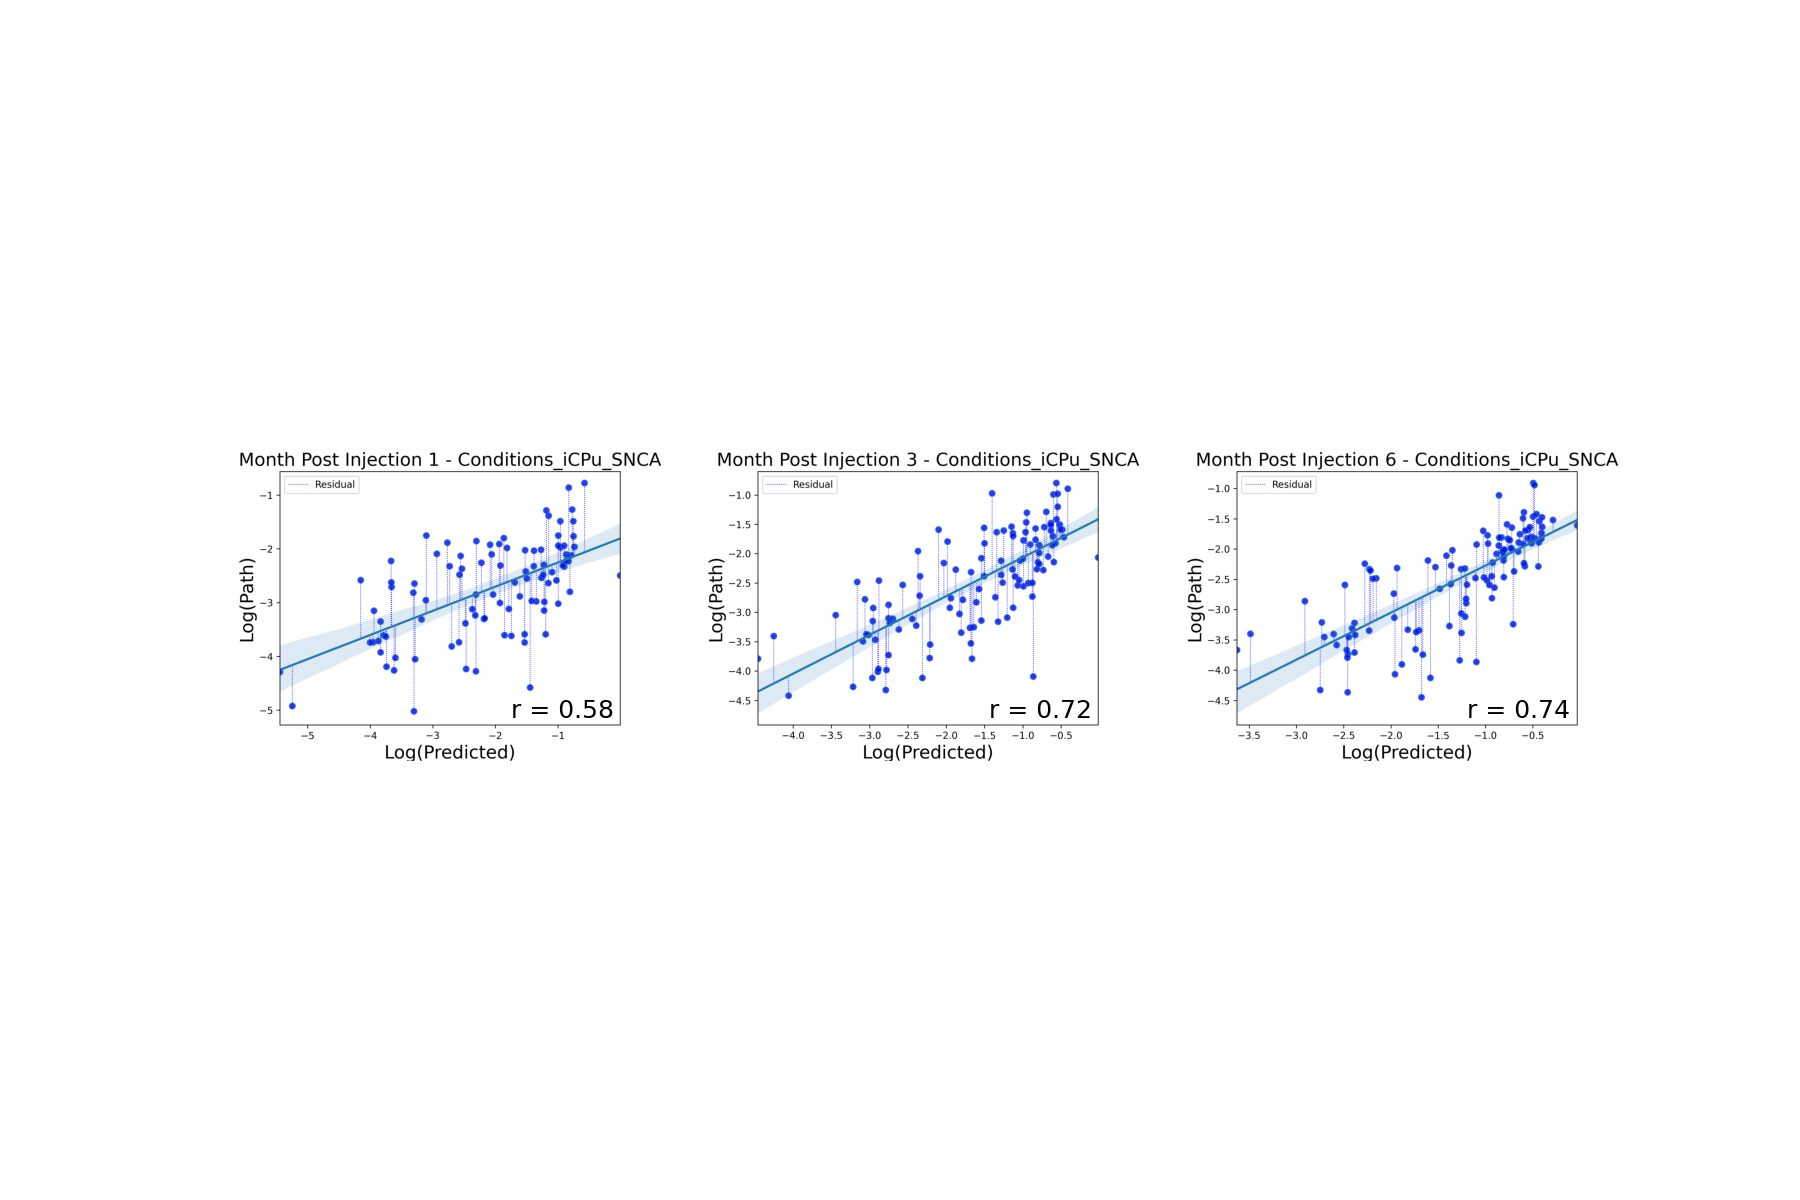 Month Post Injection 1 - Conditions_iCPu_SNCA
Residual
Log(Path)
−1
−2
−3
−4
−5
r = 0.58
−5 −4 −3 −2 −1
Log(Predicted)
Month Post Injection 3 - Conditions_iCPu_SNCA
Residual
Log(Path)
−1.0
−1.5
−2.0
−2.5
−3.0
−3.5
−4.0
−4.5
r = 0.72
−4.0 −3.5 −3.0 −2.5 −2.0 −1.5 −1.0 −0.5
Log(Predicted)
Month Post Injection 6 - Conditions_iCPu_SNCA
Residual
Log(Path)
−1.0
−1.5
−2.0
−2.5
−3.0
−3.5
−4.0
−4.5
r = 0.74
−3.5 −3.0 −2.5 −2.0 −1.5 −1.0 −0.5
Log(Predicted)